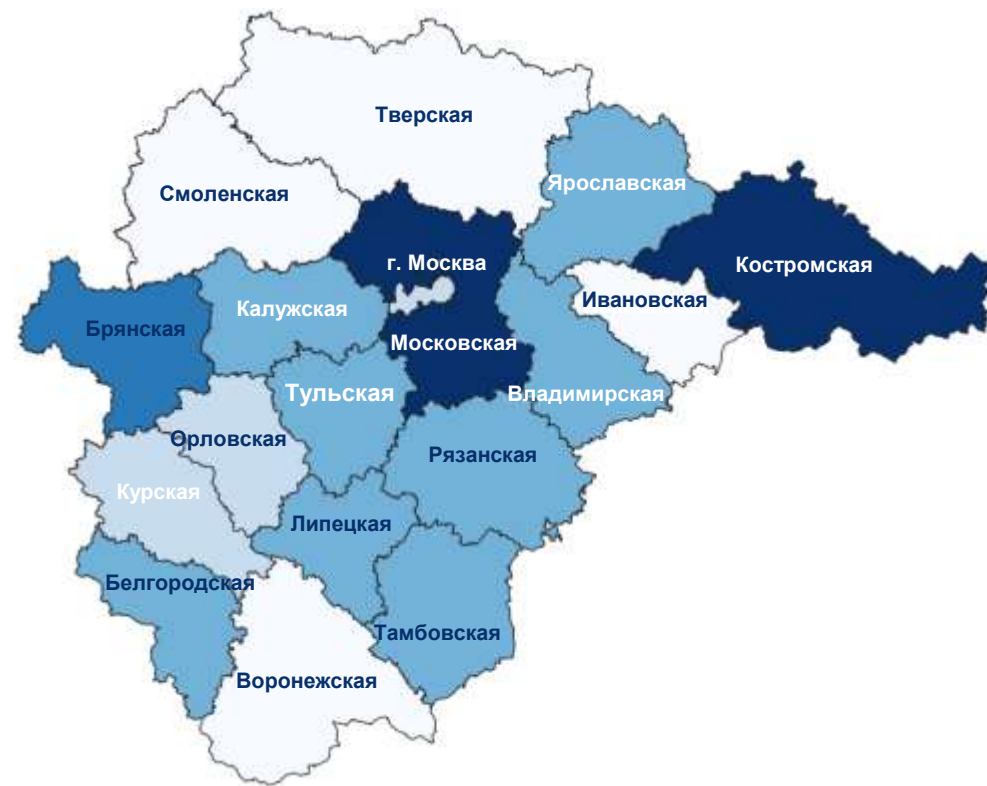 Тверская
Ярославская
Смоленская
г. Москва
Костромская
Ивановская
Калужская
Брянская
Московская
Тульская
Владимирская
Орловская
Рязанская
Курская
Липецкая
Белгородская
Тамбовская
Воронежская